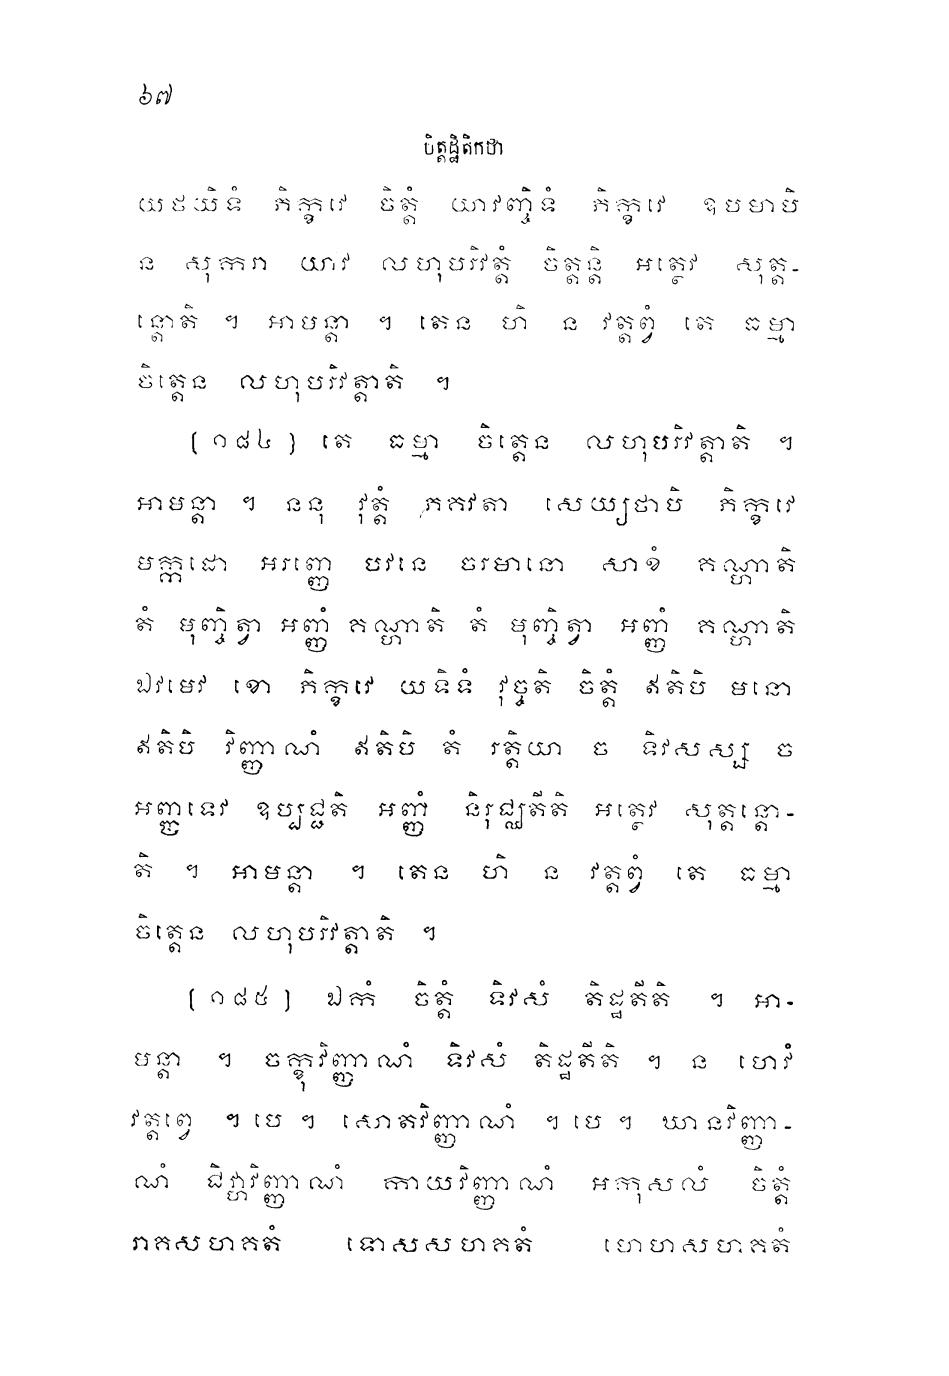 ៦៧
ចិត្តដ្ឋិតិកថា
យថយិទំ ភិក្ខវេ ចិត្តំ យាវញ្ចិទំ ភិក្ខវេ ឧបមាបិ
ន សុករា យាវ លហុបរិវត្តំ ចិត្តន្តិ អត្ថេវ សុត្ត-
ន្តោតិ ។ អាមន្តា ។ តេន ហិ ន វត្តព្វំ តេ ធម្មា
ចិត្តេន លហុបរិវត្តាតិ ។
(១៨៤) តេ ធម្មា ចិត្តេន លហុបរិវត្តាតិ ។
អាមន្តា ។ ននុ វុត្តំ ភគវតា សេយ្យថាបិ ភិក្ខវេ
មក្កដោ អរញ្ញេ បវនេ ចរមានោ សាខំ គណ្ហាតិ
តំ មុញ្ចិត្វា អញ្ញំ គណ្ហាតិ តំ មុញ្ចិត្វា អញ្ញំ គណ្ហាតិ
ឯវមេវ ខោ ភិក្ខវេ យទិទំ វុច្ចតិ ចិត្តំ ឥតិបិ មនោ
ឥតិបិ វិញ្ញាណំ ឥតិបិ តំ រត្តិយា ច ទិវសស្ស ច
អញ្ញទេវ ឧប្បជ្ជតិ អញ្ញំ និរុជ្ឈតីតិ អត្ថេវ សុត្តន្តោ-
តិ ។ អាមន្តា ។ តេន ហិ ន វត្តព្វំ តេ ធម្មា
ចិត្តេន លហុបរិវត្តាតិ ។
(១៨៥) ឯកំ ចិត្តំ ទិវសំ តិដ្ឋតីតិ ។ អា-
មន្តា ។ ចក្ខុវិញ្ញាណំ ទិវសំ តិដ្ឋតីតិ ។ ន ហេវំ
វត្តព្វេ ។ បេ ។ សោតវិញ្ញាណំ ។ បេ ។ ឃានវិញ្ញា-
ណំ ជិវ្ហាវិញ្ញាណំ កាយវិញ្ញាណំ អកុសលំ ចិត្តំ
រាគសហគតំ ទោសសហគតំ មោហសហគតំ